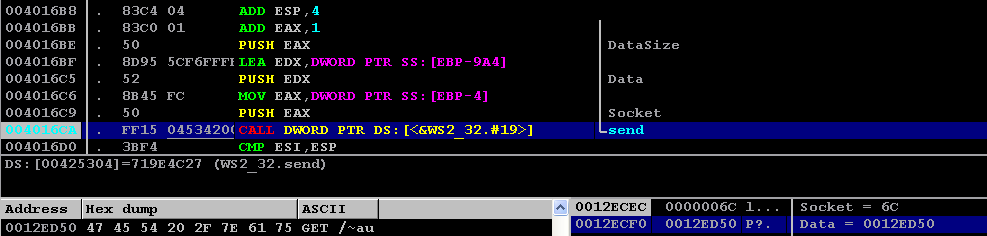 004016B8 . 83C4 04 ADD ESP,4
004016BB . 83C0 01 ADD EAX,1
004016BE . 50 PUSH EAX DataSize
004016BF . 8D95 5CF6FFFF LEA EDX,DWORD PTR SS:[EBP-9A4]
004016C5 . 52 PUSH EDX Data
004016C6 . 8B45 FC MOV EAX,DWORD PTR SS:[EBP-4]
004016C9 . 50 PUSH EAX Socket
004016CA . FF15 0453420 CALL DWORD PTR DS:[<&WS2_32.#19>] send
004016D0 . 3BF4 CMP ESI,ESP
DS:[00425304]=719E4C27 (WS2_32.send)
Address Hex dump ASCII
0012ED50 47 45 54 20 2F 7E 61 75 GET /~au
0012ECEC 0000006C l... Socket = 6C
0012ECF0 0012ED50 P?. Data = 0012ED50